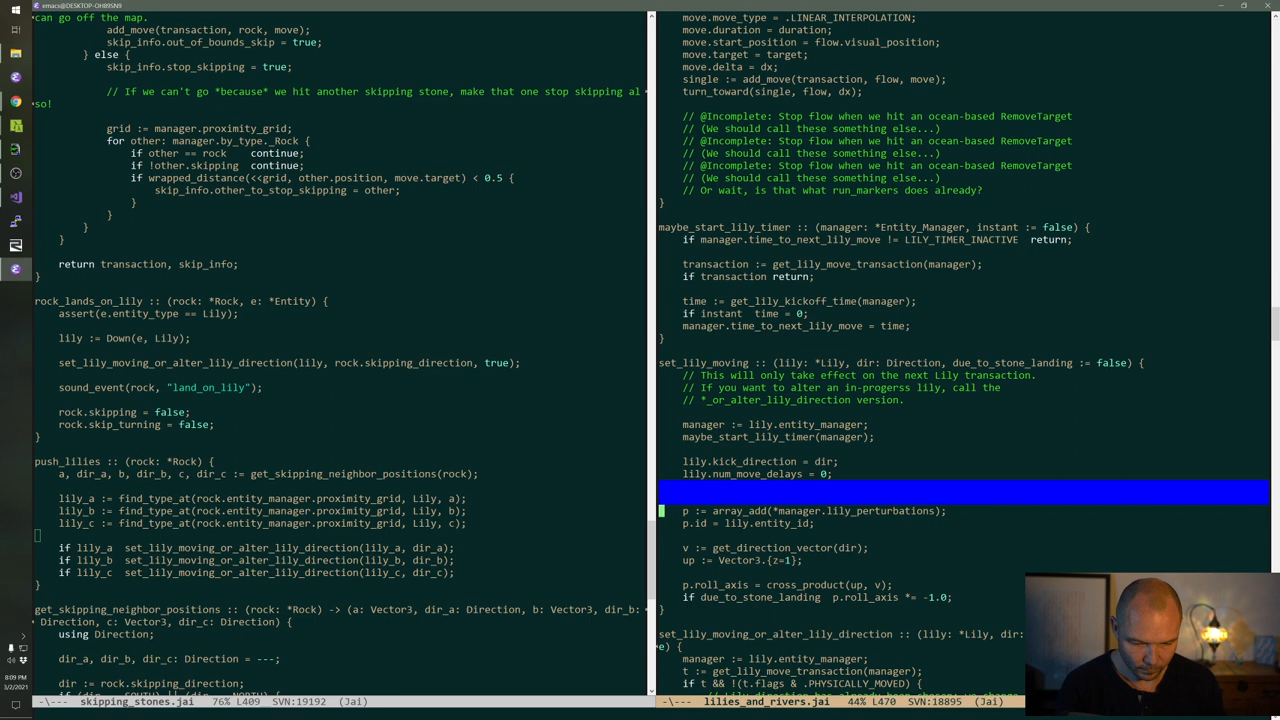 emacs@DESKTOP-OH89SN9
can go off the map.
add_move(transaction, rock, move);
skip_info.out_of_bounds_skip = true;
} else {
skip_info.stop_skipping = true;
// If we can't go *because* we hit another skipping stone, make that one stop skipping al
so!
grid := manager.proximity_grid;
for other: manager.by_type._Rock {
if other == rock    continue;
if !other.skipping  continue;
if wrapped_distance(<<grid, other.position, move.target) < 0.5 {
skip_info.other_to_stop_skipping = other;
}
}
}
}
return transaction, skip_info;
}
rock_lands_on_lily :: (rock: *Rock, e: *Entity) {
assert(e.entity_type == Lily);
lily := Down(e, Lily);
set_lily_moving_or_alter_lily_direction(lily, rock.skipping_direction, true);
sound_event(rock, "land_on_lily");
rock.skipping = false;
rock.skip_turning = false;
}
push_lilies :: (rock: *Rock) {
a, dir_a, b, dir_b, c, dir_c := get_skipping_neighbor_positions(rock);
lily_a := find_type_at(rock.entity_manager.proximity_grid, Lily, a);
lily_b := find_type_at(rock.entity_manager.proximity_grid, Lily, b);
lily_c := find_type_at(rock.entity_manager.proximity_grid, Lily, c);
if lily_a  set_lily_moving_or_alter_lily_direction(lily_a, dir_a);
if lily_b  set_lily_moving_or_alter_lily_direction(lily_b, dir_b);
if lily_c  set_lily_moving_or_alter_lily_direction(lily_c, dir_c);
}
get_skipping_neighbor_positions :: (rock: *Rock) -> (a: Vector3, dir_a: Direction, b: Vector3, dir_b:
Direction, c: Vector3, dir_c: Direction) {
using Direction;
dir_a, dir_b, dir_c: Direction = ---;
dir := rock.skipping_direction;
-\---  skipping_stones.jai   76% L409  SVN:19192  (Jai)
move.move_type = .LINEAR_INTERPOLATION;
move.duration = duration;
move.start_position = flow.visual_position;
move.target = target;
move.delta = dx;
single := add_move(transaction, flow, move);
turn_toward(single, flow, dx);
// @Incomplete: Stop flow when we hit an ocean-based RemoveTarget
// (We should call these something else...)
// @Incomplete: Stop flow when we hit an ocean-based RemoveTarget
// (We should call these something else...)
// @Incomplete: Stop flow when we hit an ocean-based RemoveTarget
// (We should call these something else...)
// Or wait, is that what run_markers does already?
}
maybe_start_lily_timer :: (manager: *Entity_Manager, instant := false) {
if manager.time_to_next_lily_move != LILY_TIMER_INACTIVE  return;
transaction := get_lily_move_transaction(manager);
if transaction return;
time := get_lily_kickoff_time(manager);
if instant  time = 0;
manager.time_to_next_lily_move = time;
}
set_lily_moving :: (lily: *Lily, dir: Direction, due_to_stone_landing := false) {
// This will only take effect on the next Lily transaction.
// If you want to alter an in-progerss lily, call the
// *_or_alter_lily_direction version.
manager := lily.entity_manager;
maybe_start_lily_timer(manager);
lily.kick_direction = dir;
lily.num_move_delays = 0;
p := array_add(*manager.lily_perturbations);
p.id = lily.entity_id;
v := get_direction_vector(dir);
up := Vector3.{z=1};
p.roll_axis = cross_product(up, v);
if due_to_stone_landing  p.roll_axis *= -1.0;
}
set_lily_moving_or_alter_lily_direction :: (lily: *Lily, dir:
e) {
manager := lily.entity_manager;
t := get_lily_move_transaction(manager);
if t && !(t.flags & .PHYSICALLY_MOVED) {
-\---  lilies_and_rivers.jai   44% L470  SVN:18895  (Jai)
8:09 PM
5/2/2021